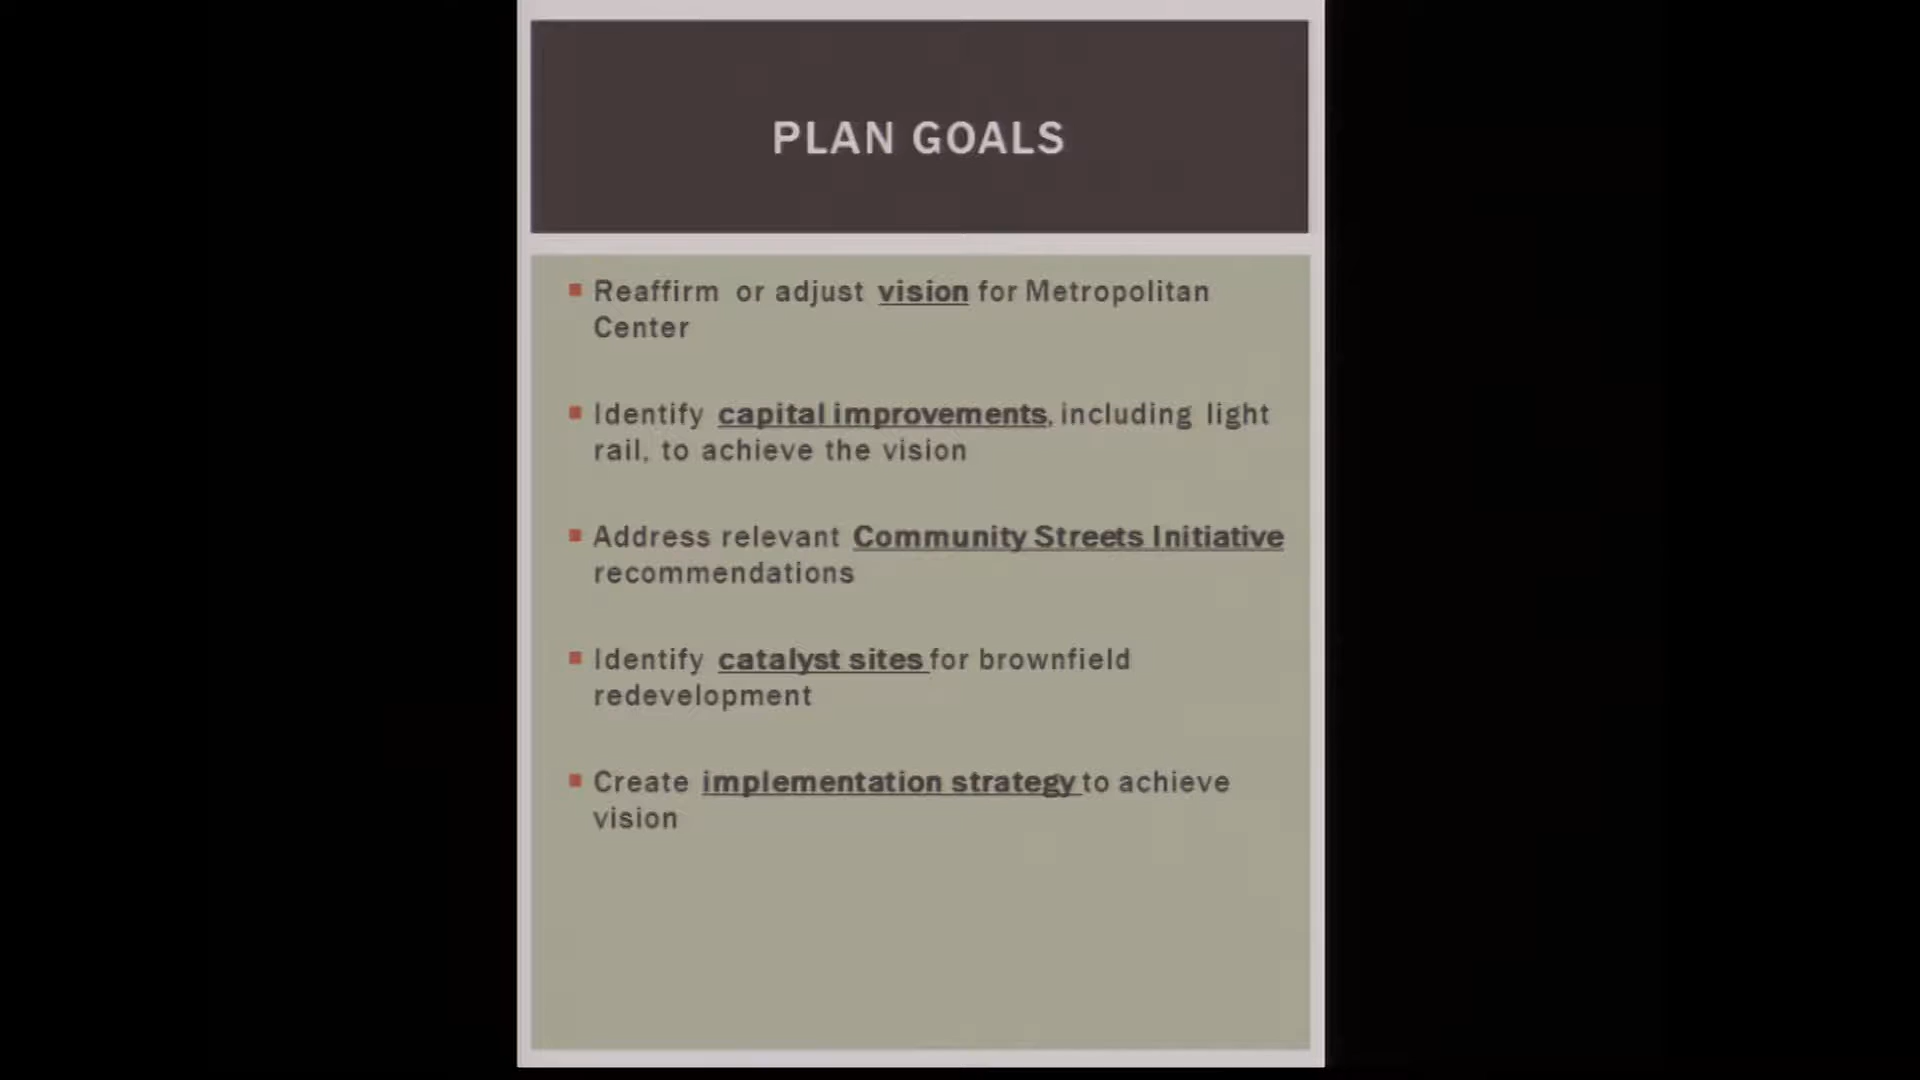 PLAN GOALS
Reaffirm or adjust vision for Metropolitan
Center
Identify capital improvements, including light
rail, to achieve the vision
Address relevant Community Streets Initiative
recommendations
Identify catalyst sites for brownfield
redevelopment
Create implementation strategy to achieve
vision